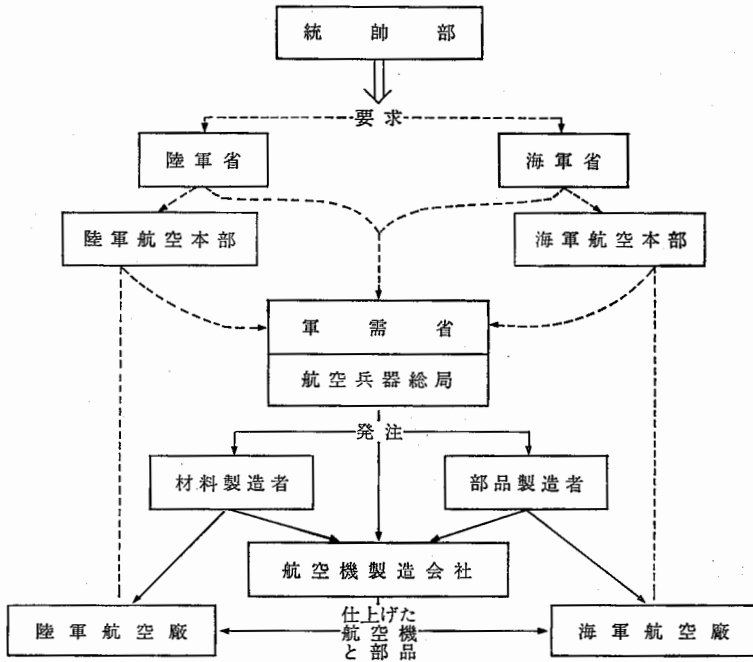 統帥部
要求
陸軍省
海軍省
陸軍航空本部
海軍航空本部
軍需省
航空兵器総局
発注
材料製造者
部品製造者
航空機製造会社
仕上げた
航空機
と部品
陸軍航空廠
海軍航空廠